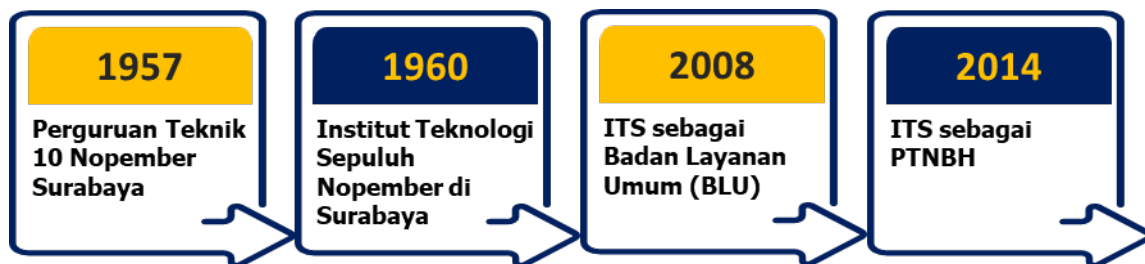 1957
Perguruan Teknik
10 Nopember
Surabaya
1960
Institut Teknologi
Sepuluh
Nopember di
Surabaya
2008
ITS sebagai
Badan Layanan
Umum (BLU)
2014
ITS sebagai
PTNBH